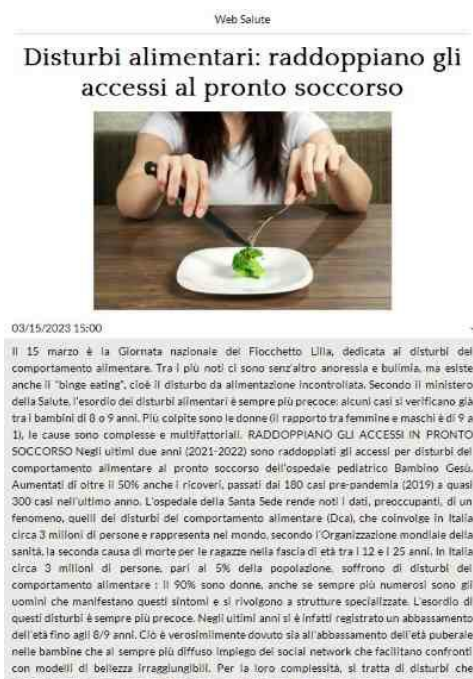 Web Salute
Disturbi alimentari: raddoppiano gli
accessi al pronto soccorso
03/15/2023 15:00
Il 15 marzo è la Giornata nazionale del Fiocchetto Lilla, dedicata ai disturbi del
comportamento alimentare. Tra i più noti ci sono senz'altro anoressia e bulimia, ma esiste
anche il "binge eating", cioè il disturbo da alimentazione incontrollata. Secondo il ministero
della Salute, l'esordio dei disturbi alimentari è sempre più precoce: alcuni casi si verificano già
tra i bambini di 8 o 9 anni. Più colpite sono le donne (il rapporto tra femmine e maschi è di 9 a
1), le cause sono complesse e multifattoriali. RADDOPPIANO GLI ACCESSI IN PRONTO
SOCCORSO Negli ultimi due anni (2021-2022) sono raddoppiati gli accessi per disturbi del
comportamento alimentare al pronto soccorso dell'ospedale pediatrico Bambino Gesù.
Aumentati di oltre il 50% anche i ricoveri, passati dai 180 casi pre-pandemia (2019) a quasi
300 casi nell'ultimo anno. L'ospedale della Santa Sede rende noti i dati, preoccupanti, di un
fenomeno, quelli dei disturbi del comportamento alimentare (Dca), che coinvolge in Italia
circa 3 milioni di persone e rappresenta nel mondo, secondo l'Organizzazione mondiale della
sanità, la seconda causa di morte per le ragazze nella fascia di età tra i 12 e i 25 anni. In Italia
circa 3 milioni di persone, pari al 5% della popolazione, soffrono di disturbi del
comportamento alimentare : il 90% sono donne, anche se sempre più numerosi sono gli
uomini che manifestano questi sintomi e si rivolgono a strutture specializzate. L'esordio di
questi disturbi è sempre più precoce. Negli ultimi anni si è infatti registrato un abbassamento
dell'età fino agli 8/9 anni. Ciò è verosimilmente dovuto sia all'abbassamento dell'età puberale
nelle bambine che al sempre più diffuso impiego dei social network che facilitano confronti
con modelli di bellezza irraggiungibili. Per la loro complessità, si tratta di disturbi che